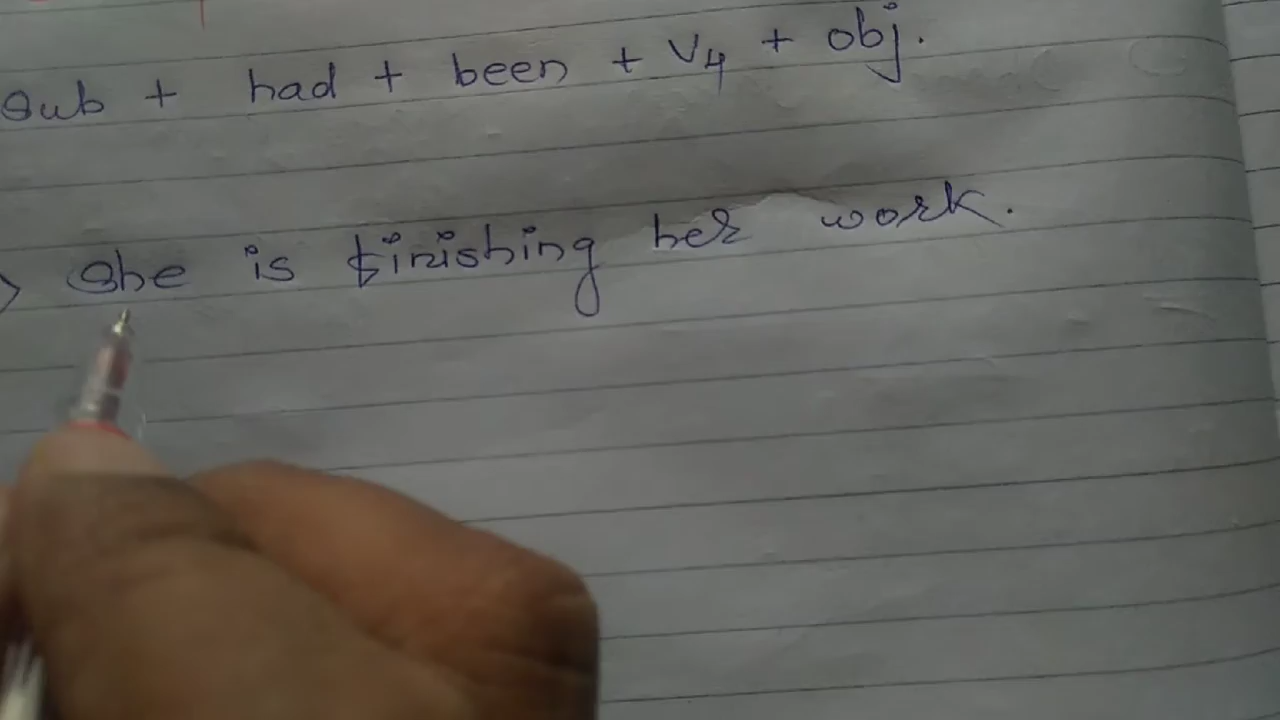 Sub + had + been + V4 + obj.
She is finishing her work.